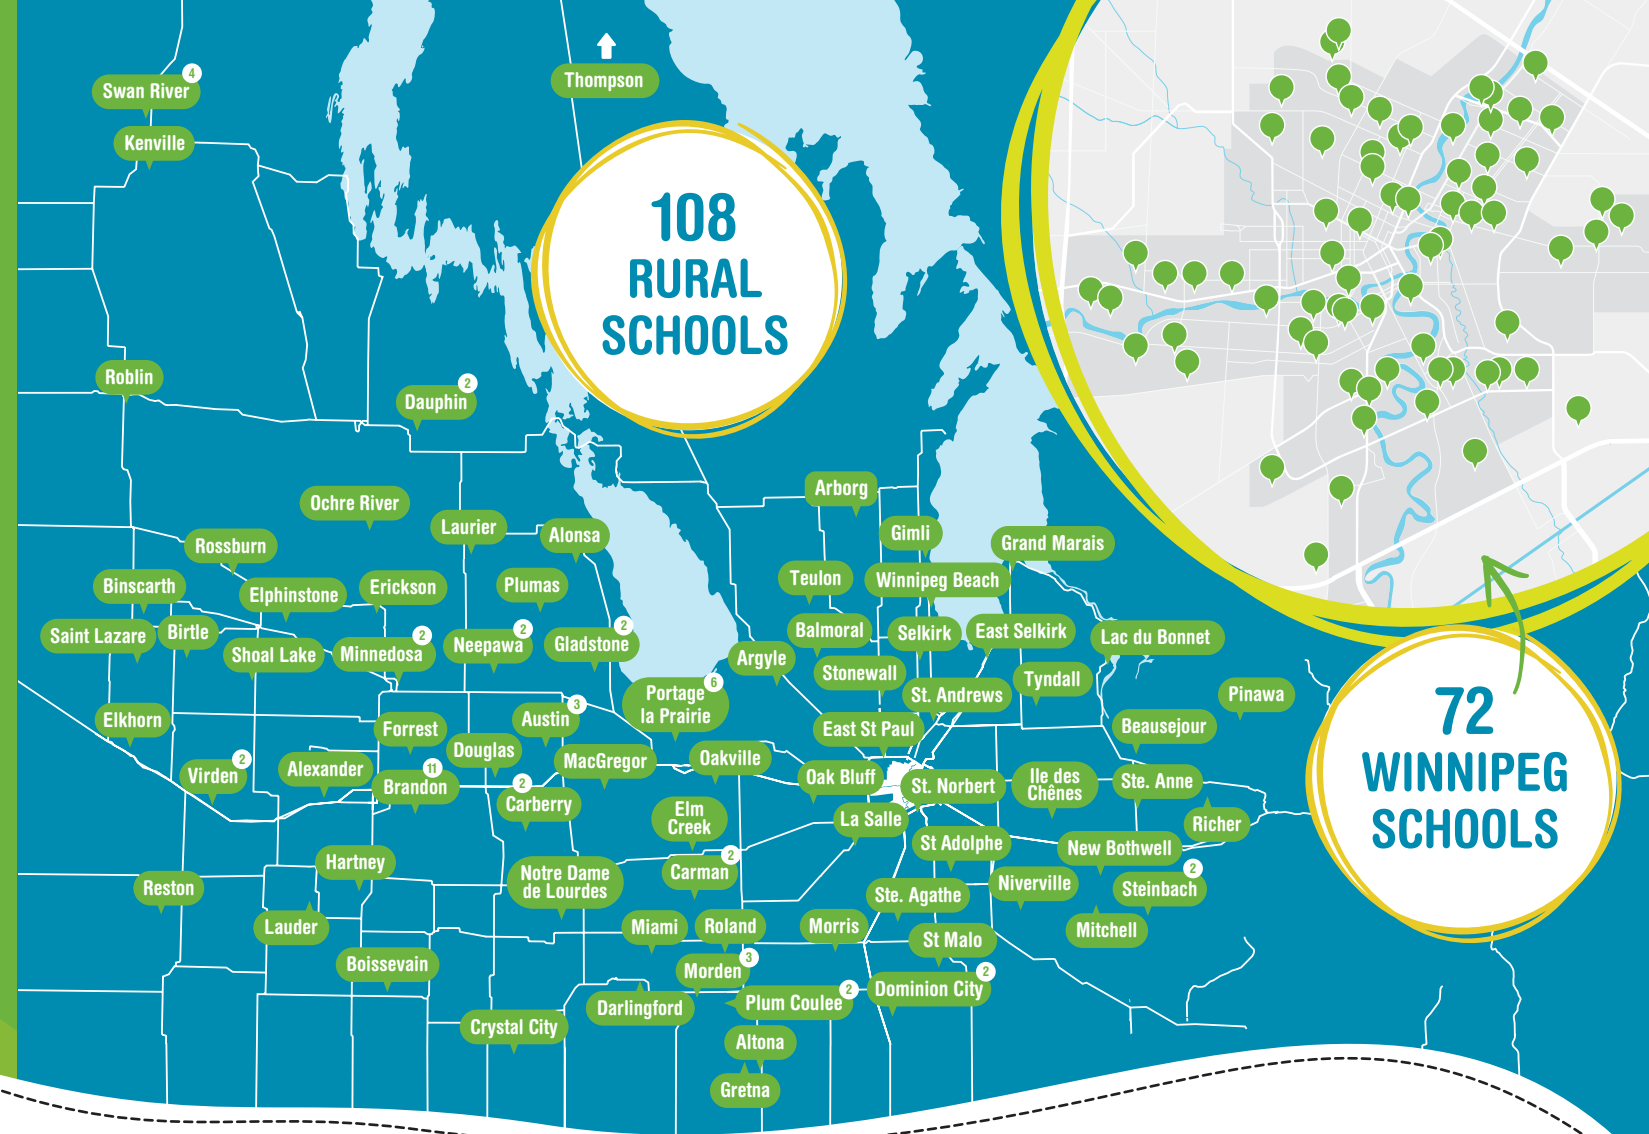 Thompson
4
Swan River
Kenville
108
RURAL
SCHOOLS
Roblin
2
Dauphin
Arborg
Ochre River
Laurier
Alonsa
Gimli
Grand Marais
Rossburn
Binscarth
Elphinstone
Erickson
Plumas
Teulon
Winnipeg Beach
Saint Lazare
Birtle
Shoal Lake
2
Minnedosa
2
Neepawa
2
Gladstone
Argyle
Balmoral
Selkirk
East Selkirk
Lac du Bonnet
Stonewall
St. Andrews
Tyndall
Pinawa
6
Portage
la Prairie
Elkhorn
Forrest
3
Austin
East St Paul
Beausejour
Douglas
2
Virden
Alexander
11
Brandon
MacGregor
Oakville
Oak Bluff
St. Norbert
Ile des
Chênes
Ste. Anne
2
Carberry
Elm
Creek
La Salle
Richer
St Adolphe
New Bothwell
Hartney
Reston
Notre Dame
de Lourdes
2
Carman
Ste. Agathe
Niverville
2
Steinbach
Lauder
Miami
Roland
Morris
St Malo
Mitchell
Boissevain
3
Morden
2
Dominion City
Darlingford
2
Plum Coulee
Crystal City
Altona
Gretna
72
WINNIPEG
SCHOOLS